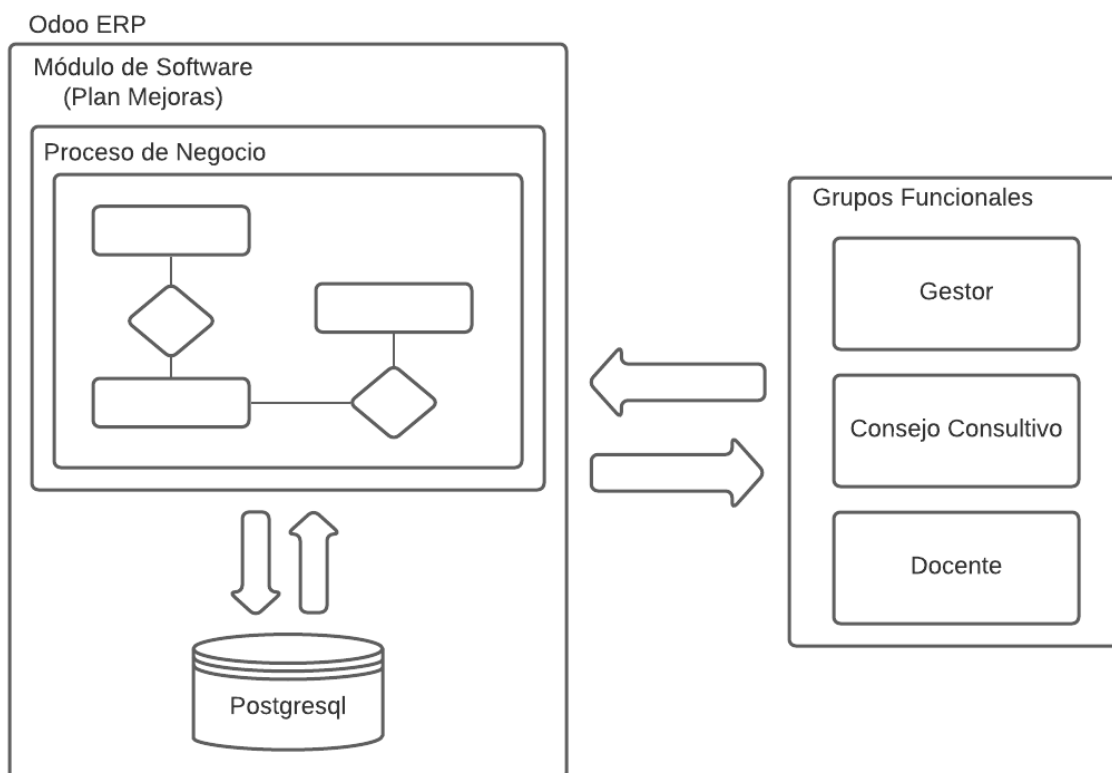 Odoo ERP
Módulo de Software
(Plan Mejoras)
Proceso de Negocio
Postgresql
Grupos Funcionales
Gestor
Consejo Consultivo
Docente